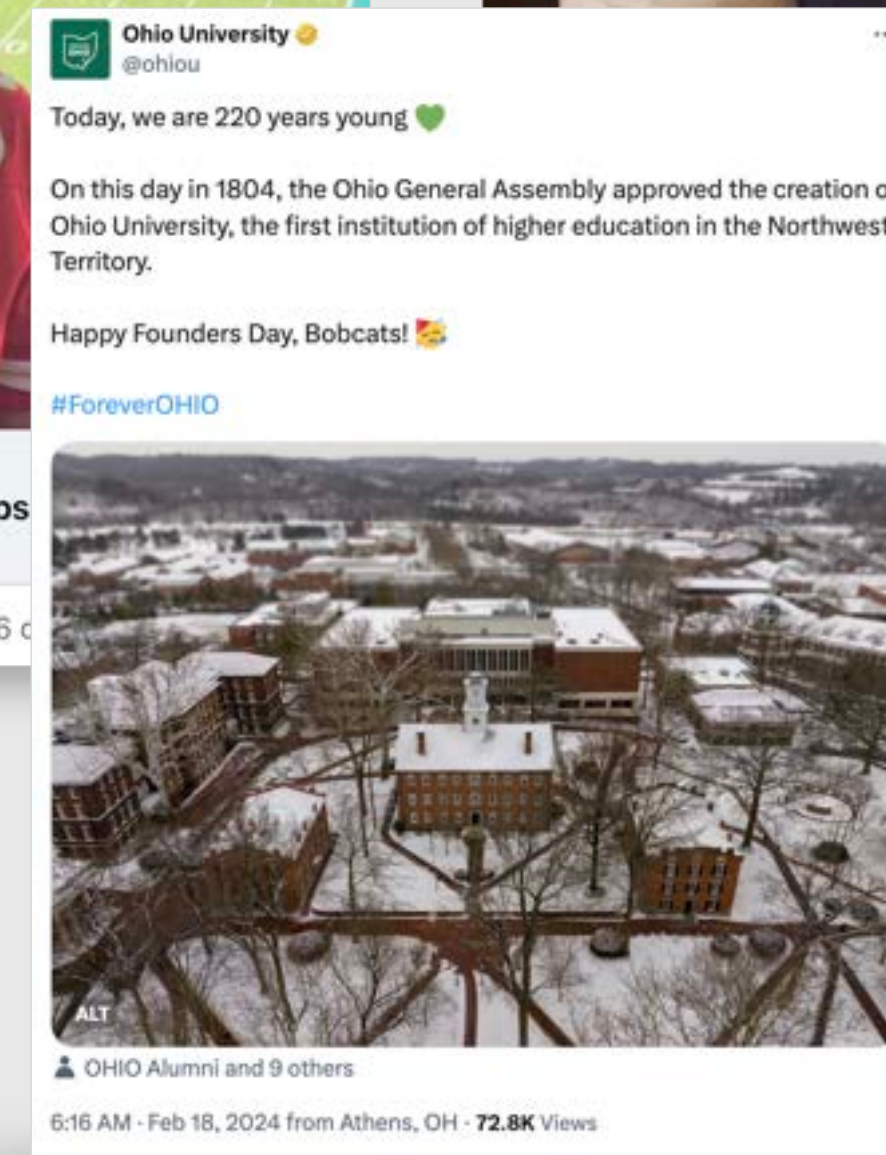 Ohio University
@ohiou
Today, we are 220 years young 💚
On this day in 1804, the Ohio General Assembly approved the creation
Ohio University, the first institution of higher education in the Northwest
Territory.
Happy Founders Day, Bobcats! 🥳
#ForeverOHIO
ALT
OHIO Alumni and 9 others
6:16 AM · Feb 18, 2024 from Athens, OH · 72.8K Views